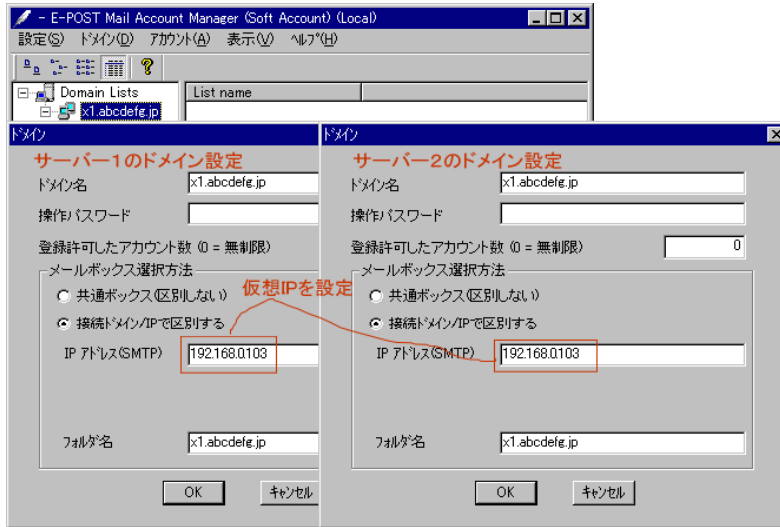 - E-POST Mail Account Manager (Soft Account) (Local)
設定(S) ドメイン(D) アカウント(A) 表示(V) ヘルプ(H)
Domain Lists
x1.abcdefg.jp
List name
ドメイン
サーバー1のドメイン設定
ドメイン名 x1.abcdefg.jp
操作パスワード
登録許可したアカウント数 (0 = 無制限)
メールボックス選択方法
共通ボックス(区別しない)
接続ドメイン/IPで区別する
IP アドレス(SMTP) 192.168.0.103
フォルダ名 x1.abcdefg.jp
OK キャンセル
仮想IPを設定
ドメイン
サーバー2のドメイン設定
ドメイン名 x1.abcdefg.jp
操作パスワード
登録許可したアカウント数 (0 = 無制限) 0
メールボックス選択方法
共通ボックス(区別しない)
接続ドメイン/IPで区別する
IP アドレス(SMTP) 192.168.0.103
フォルダ名 x1.abcdefg.jp
OK キャンセル